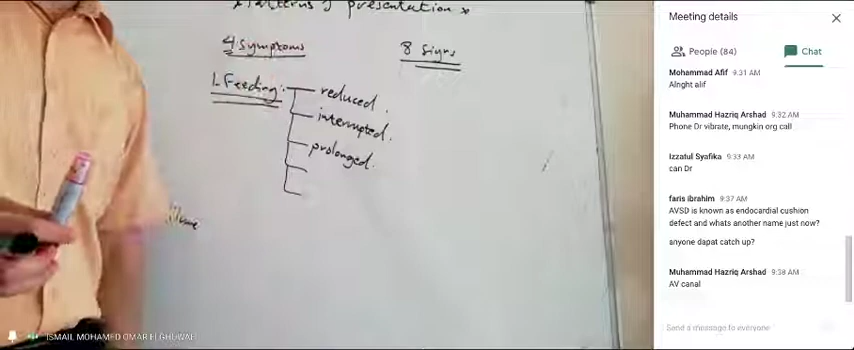 Patterns of presentation *
4 Symptoms
8 Signs
1. Feeding
reduced.
interrupted.
prolonged.
ISMAIL MOHAMED OMAR ELGHUWAEL
Meeting details
People (84)
Chat
Mohammad Afif 9:31 AM
Alright alif
Muhammad Hazriq Arshad 9:32 AM
Phone Dr vibrate, mungkin org call
Izzatul Syafika 9:33 AM
can Dr
faris ibrahim 9:37 AM
AVSD is known as endocardial cushion
defect and whats another name just now?
anyone dapat catch up?
Muhammad Hazriq Arshad 9:38 AM
AV canal
Send a message to everyone